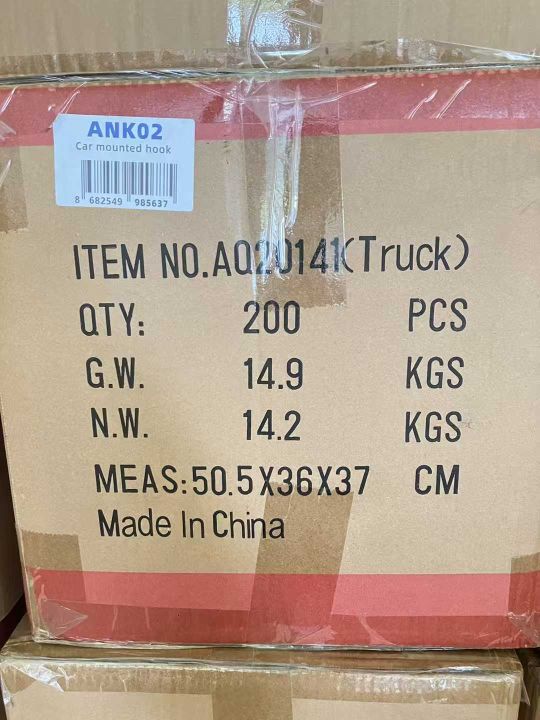 ANK02
Car mounted hook
8 682549 985637
ITEM NO.AQ20141(Truck)
QTY: 200 PCS
G.W. 14.9 KGS
N.W. 14.2 KGS
MEAS:50.5X36X37 CM
Made In China